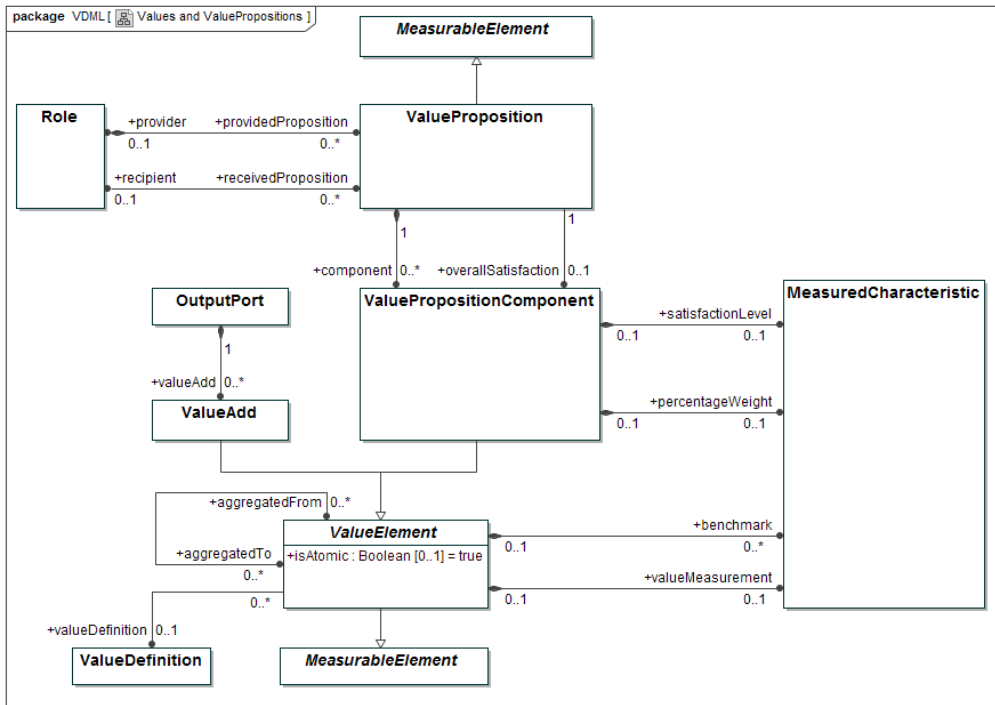 package VDML [ Values and ValuePropositions ]
MeasurableElement
Role
ValueProposition
+provider
+providedProposition
0..1
0..*
+recipient
+receivedProposition
0..1
0..*
1
1
+component
0..*
+overallSatisfaction
0..1
OutputPort
ValuePropositionComponent
MeasuredCharacteristic
+satisfactionLevel
0..1
0..1
1
+valueAdd
0..*
ValueAdd
+percentageWeight
0..1
0..1
+aggregatedFrom
0..*
ValueElement
+isAtomic : Boolean [0..1] = true
+benchmark
0..1
0..*
+aggregatedTo
0..*
+valueMeasurement
0..1
0..1
0..*
+valueDefinition
0..1
ValueDefinition
MeasurableElement